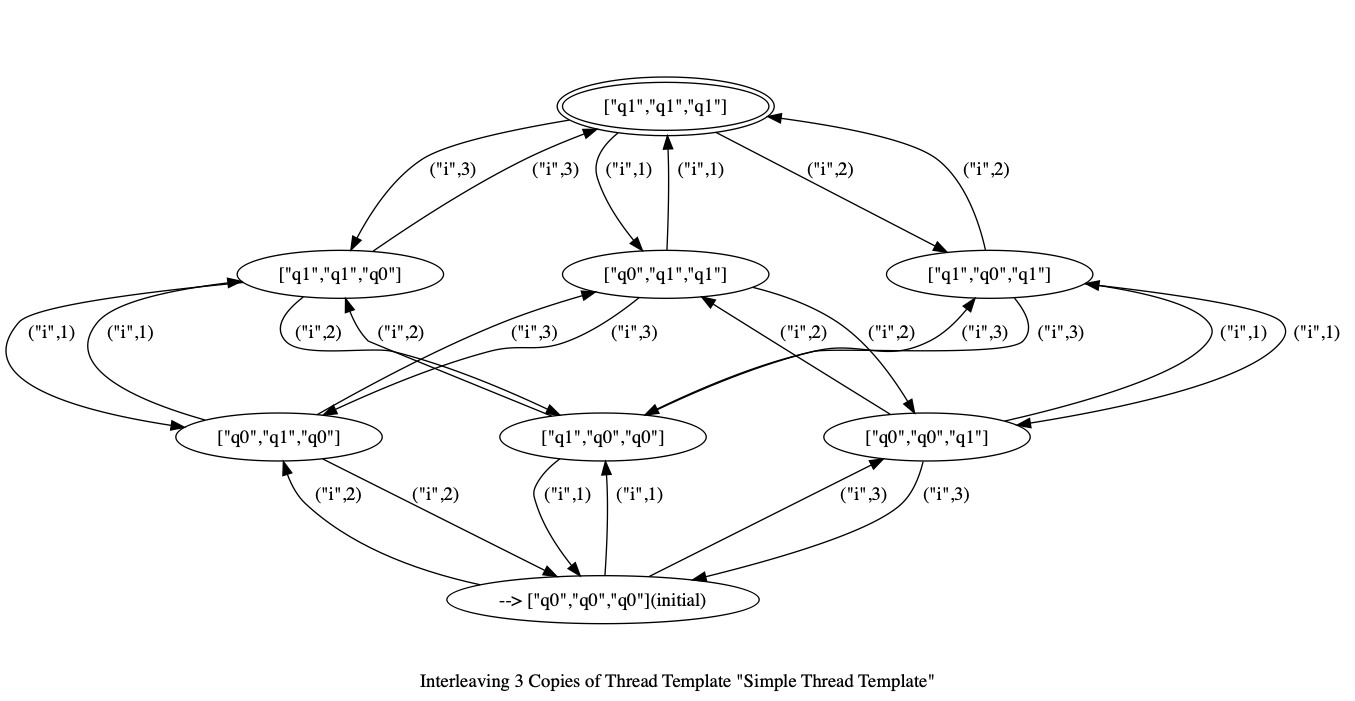 ["q1","q1","q1"]
("i",3)
("i",3)
("i",1)
("i",1)
("i",2)
("i",2)
["q1","q1","q0"]
["q0","q1","q1"]
["q1","q0","q1"]
("i",1)
("i",1)
("i",2)
("i",2)
("i",3)
("i",3)
("i",2)
("i",2)
("i",3)
("i",3)
("i",1)
("i",1)
["q0","q1","q0"]
["q1","q0","q0"]
["q0","q0","q1"]
("i",2)
("i",2)
("i",1)
("i",1)
("i",3)
("i",3)
--> ["q0","q0","q0"](initial)
Interleaving 3 Copies of Thread Template "Simple Thread Template"